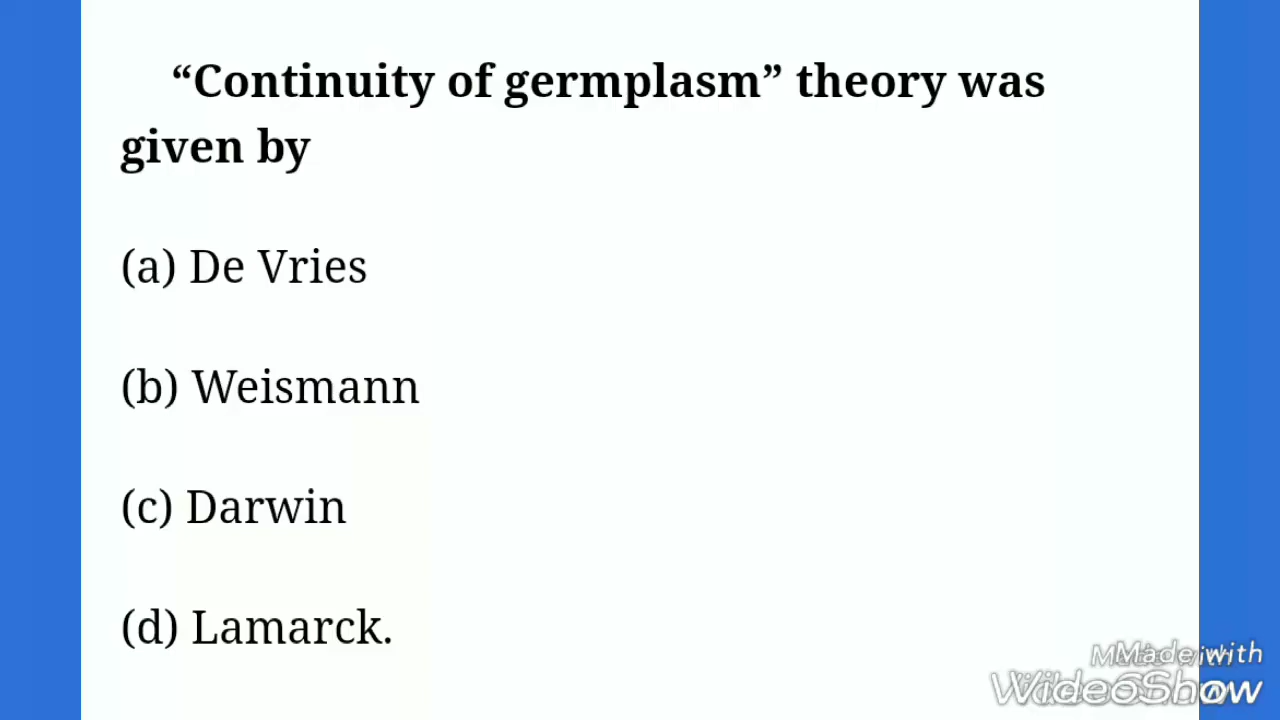 “Continuity of germplasm” theory was
given by
(a) De Vries
(b) Weismann
(c) Darwin
(d) Lamarck.
Made with
VideoShow